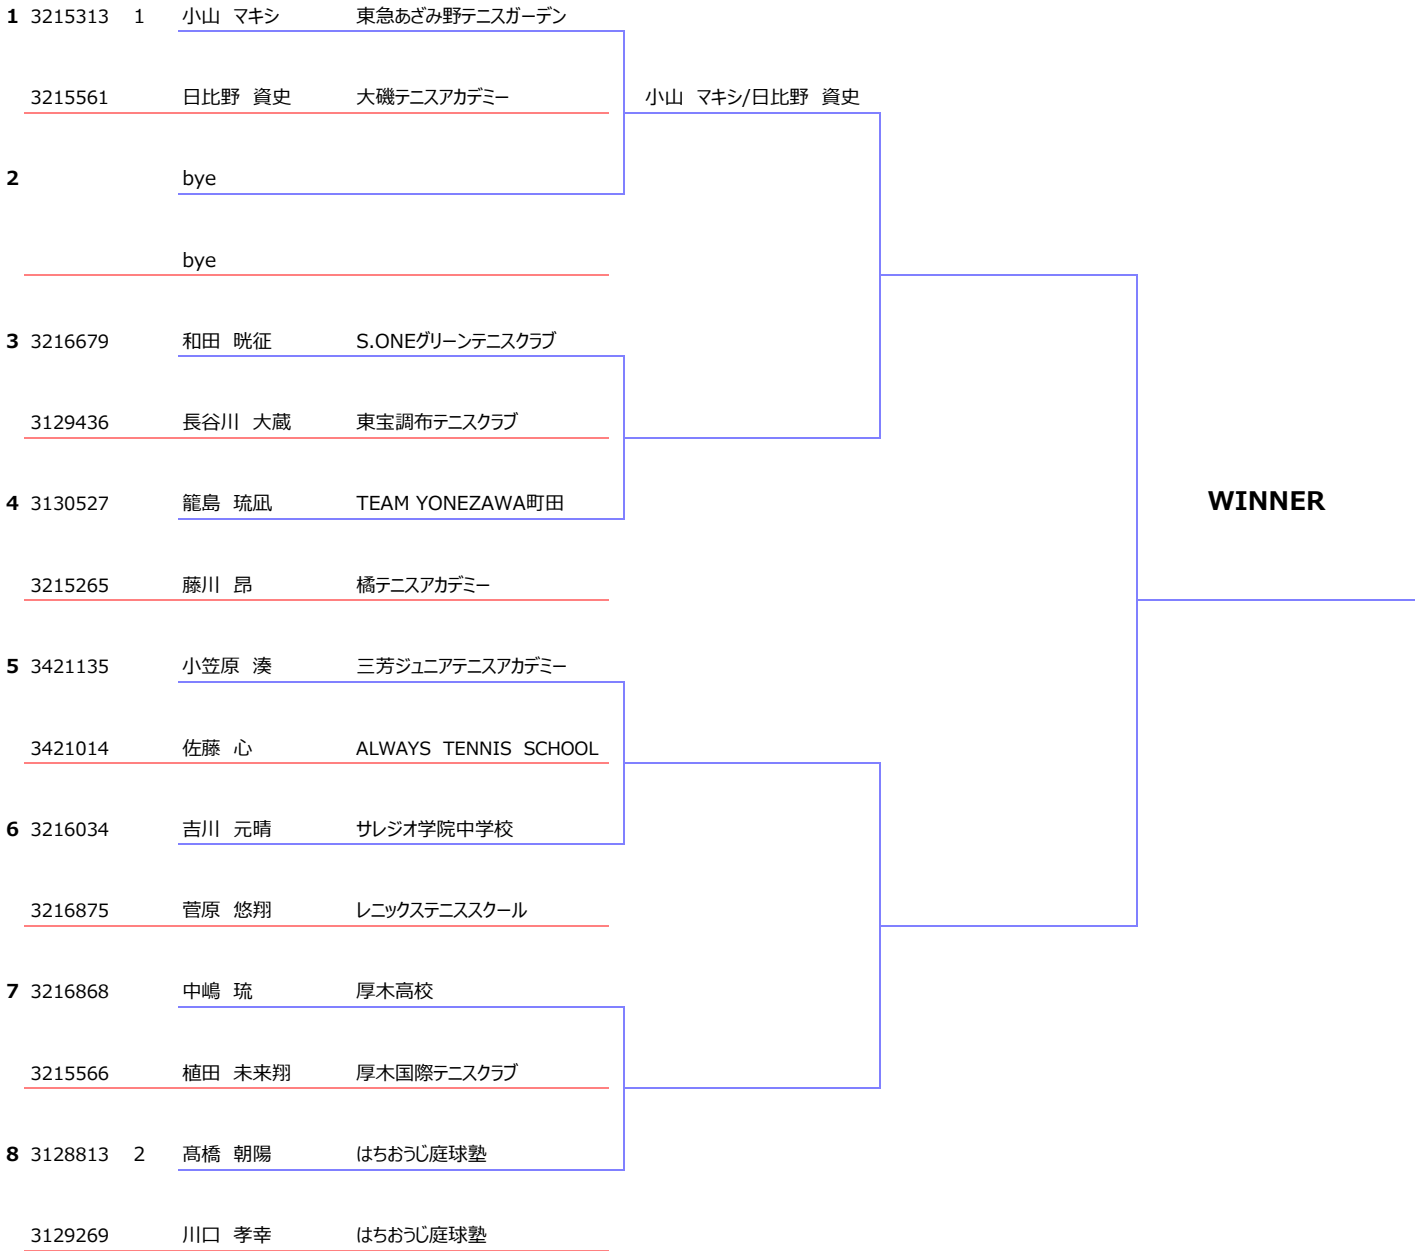 1 3215313 1 小山 マキシ 東急あざみ野テニスガーデン
3215561 日比野 資史 大磯テニスアカデミー 小山 マキシ/日比野 資史
2 bye
bye
3 3216679 和田 晄征 S.ONEグリーンテニスクラブ
3129436 長谷川 大蔵 東宝調布テニスクラブ
4 3130527 籠島 琉凪 TEAM YONEZAWA町田 WINNER
3215265 藤川 昂 橘テニスアカデミー
5 3421135 小笠原 湊 三芳ジュニアテニスアカデミー
3421014 佐藤 心 ALWAYS TENNIS SCHOOL
6 3216034 吉川 元晴 サレジオ学院中学校
3216875 菅原 悠翔 レニックステニススクール
7 3216868 中嶋 琉 厚木高校
3215566 植田 未来翔 厚木国際テニスクラブ
8 3128813 2 髙橋 朝陽 はちおうじ庭球塾
3129269 川口 孝幸 はちおうじ庭球塾